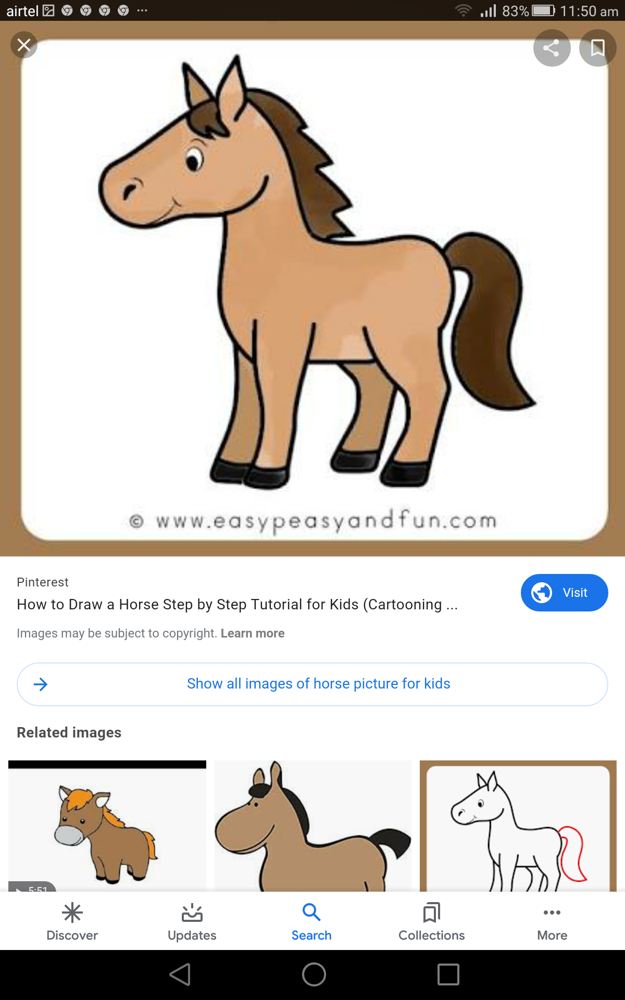 airtel ... 83% 11:50 am
© www.easypeasyandfun.com
Pinterest
How to Draw a Horse Step by Step Tutorial for Kids (Cartooning ...
Visit
Images may be subject to copyright. Learn more
Show all images of horse picture for kids
Related images
5:51
Discover Updates Search Collections More